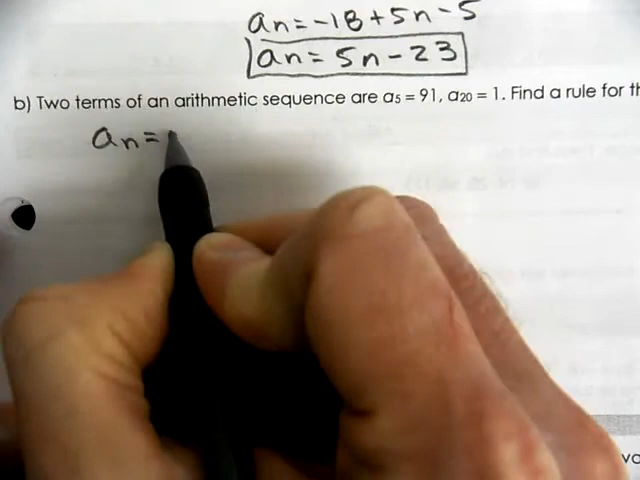 an = -18 + 5n - 5
an = 5n - 23
b) Two terms of an arithmetic sequence are a5 = 91, a20 = 1. Find a rule for
an =